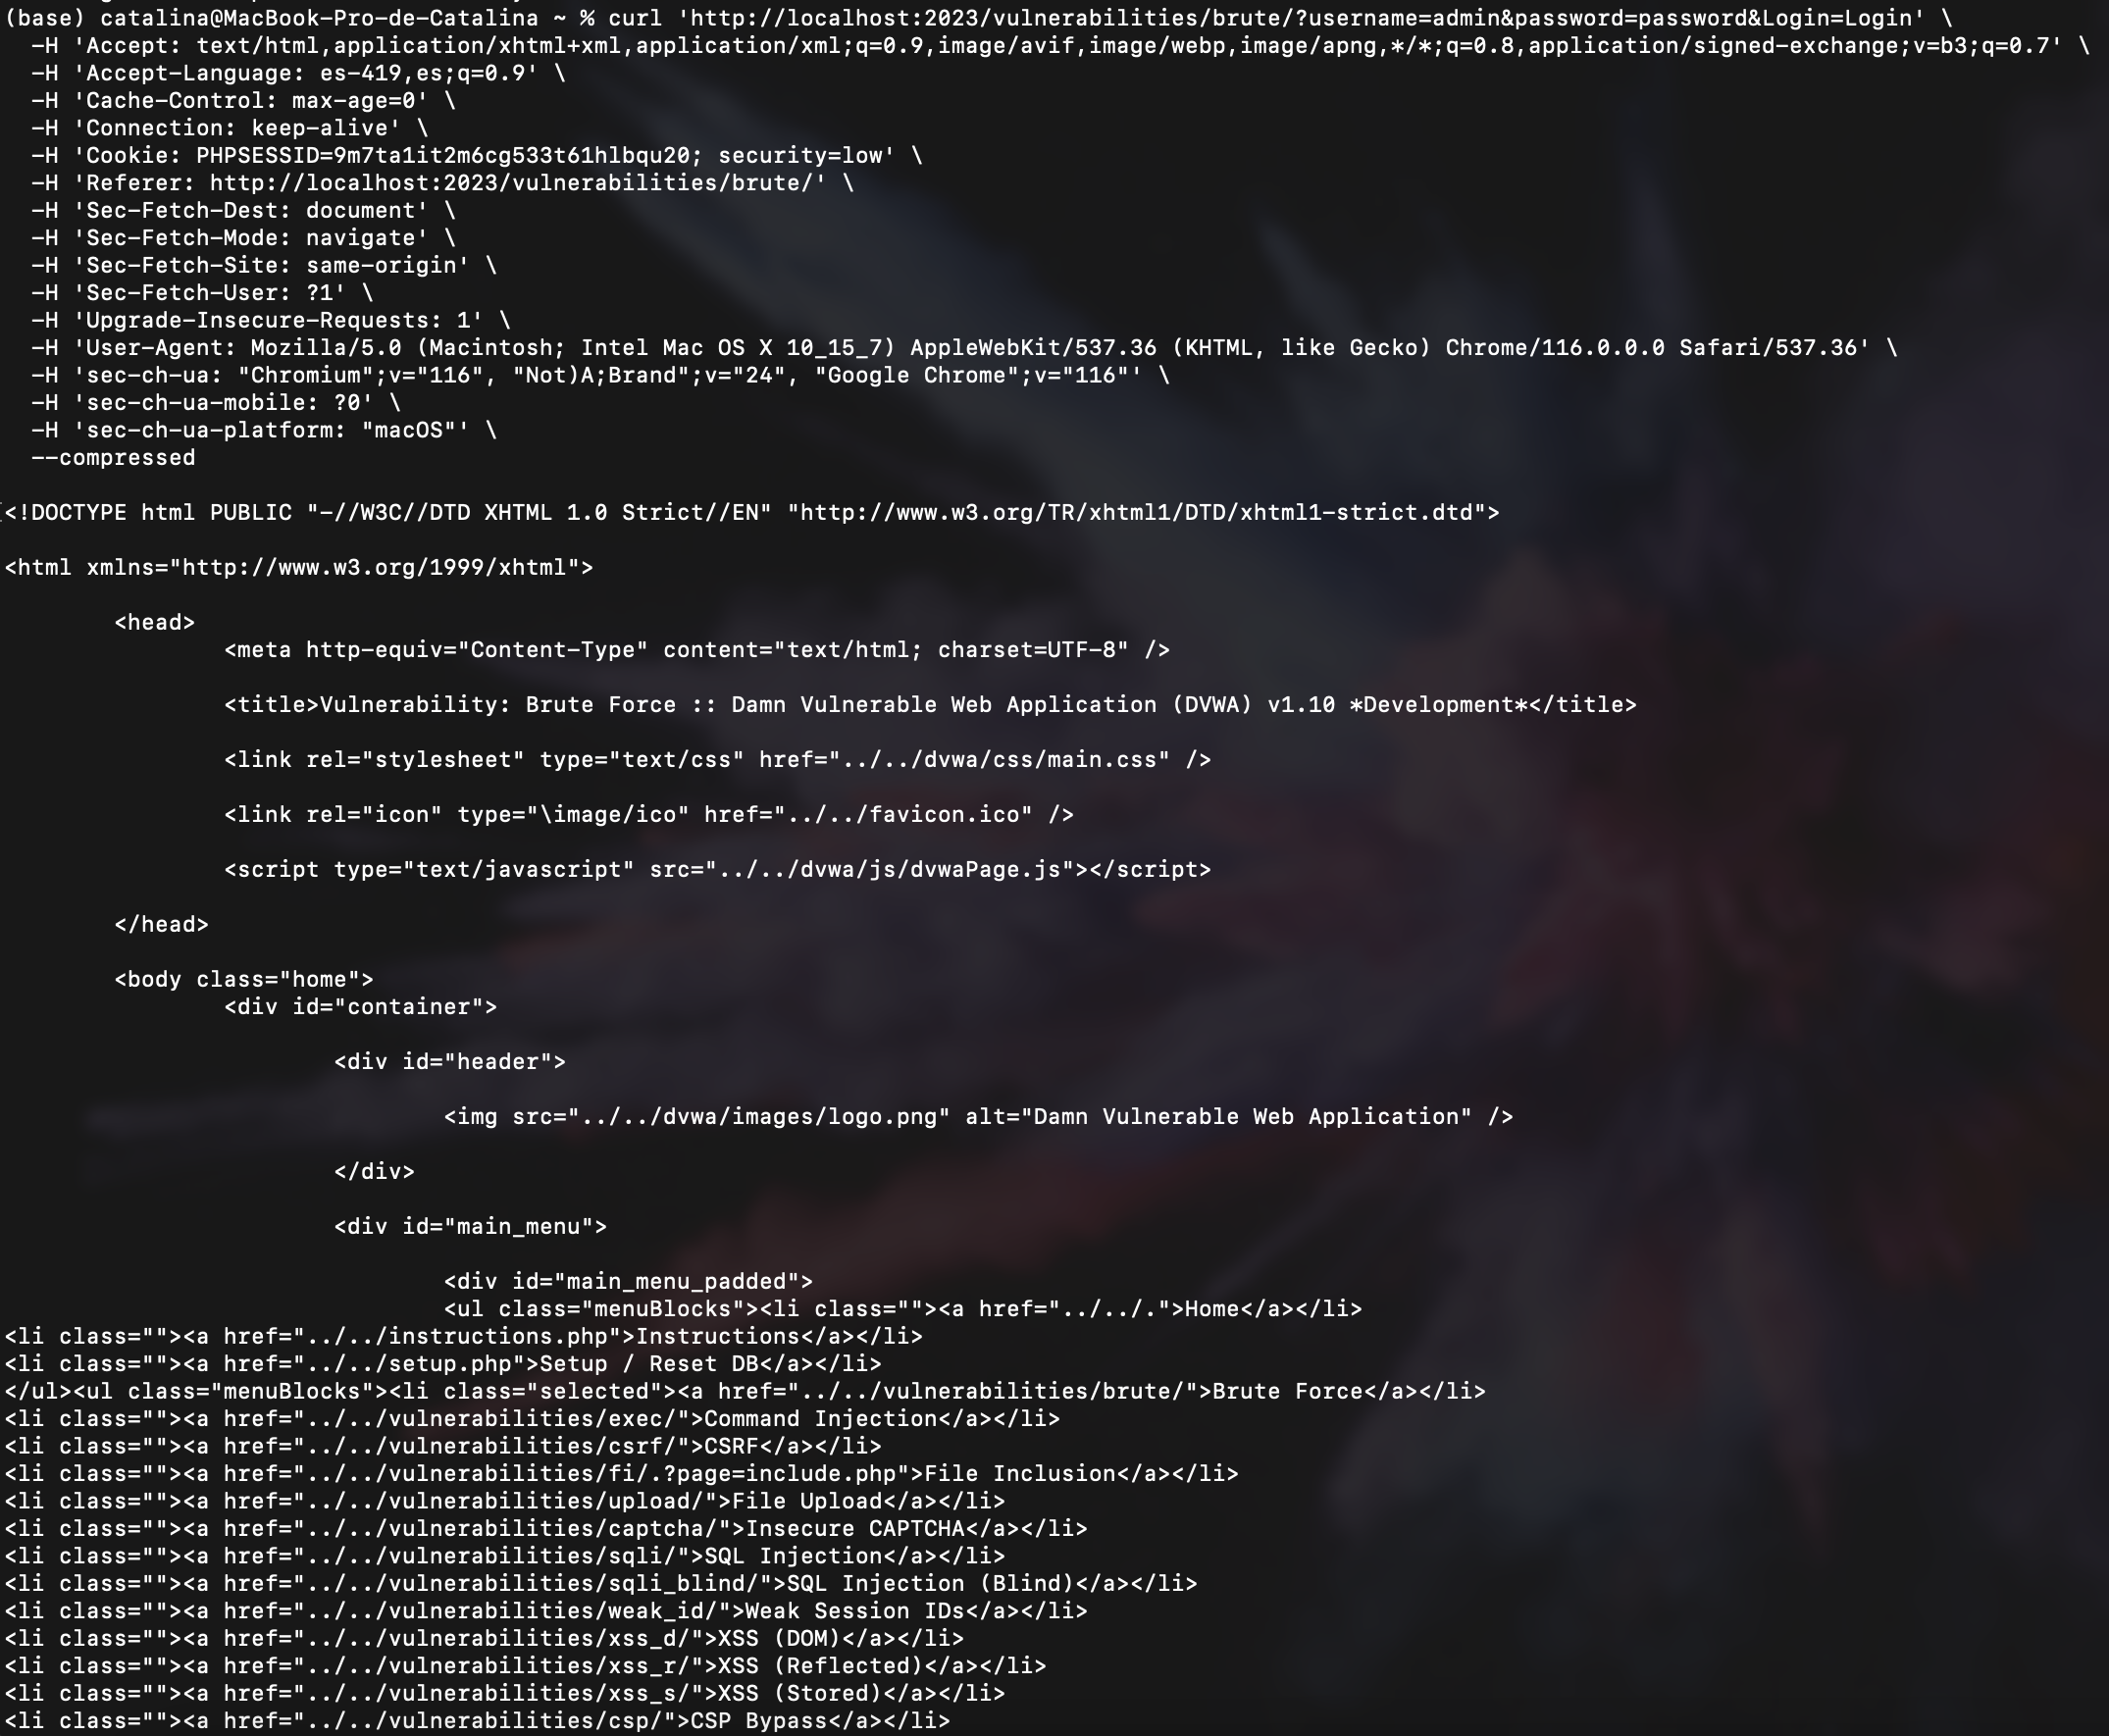 (base) catalina@MacBook-Pro-de-Catalina ~ % curl 'http://localhost:2023/vulnerabilities/brute/?username=admin&password=password&Login=Login' \
  -H 'Accept: text/html,application/xhtml+xml,application/xml;q=0.9,image/avif,image/webp,image/apng,*/*;q=0.8,application/signed-exchange;v=b3;q=0.7' \
  -H 'Accept-Language: es-419,es;q=0.9' \
  -H 'Cache-Control: max-age=0' \
  -H 'Connection: keep-alive' \
  -H 'Cookie: PHPSESSID=9m7ta1it2m6cg533t61hlbqu20; security=low' \
  -H 'Referer: http://localhost:2023/vulnerabilities/brute/' \
  -H 'Sec-Fetch-Dest: document' \
  -H 'Sec-Fetch-Mode: navigate' \
  -H 'Sec-Fetch-Site: same-origin' \
  -H 'Sec-Fetch-User: ?1' \
  -H 'Upgrade-Insecure-Requests: 1' \
  -H 'User-Agent: Mozilla/5.0 (Macintosh; Intel Mac OS X 10_15_7) AppleWebKit/537.36 (KHTML, like Gecko) Chrome/116.0.0.0 Safari/537.36' \
  -H 'sec-ch-ua: "Chromium";v="116", "Not)A;Brand";v="24", "Google Chrome";v="116"' \
  -H 'sec-ch-ua-mobile: ?0' \
  -H 'sec-ch-ua-platform: "macOS"' \
  --compressed
<!DOCTYPE html PUBLIC "-//W3C//DTD XHTML 1.0 Strict//EN" "http://www.w3.org/TR/xhtml1/DTD/xhtml1-strict.dtd">
<html xmlns="http://www.w3.org/1999/xhtml">
<head>
<meta http-equiv="Content-Type" content="text/html; charset=UTF-8" />
<title>Vulnerability: Brute Force :: Damn Vulnerable Web Application (DVWA) v1.10 *Development*</title>
<link rel="stylesheet" type="text/css" href="../../dvwa/css/main.css" />
<link rel="icon" type="\image/ico" href="../../favicon.ico" />
<script type="text/javascript" src="../../dvwa/js/dvwaPage.js"></script>
</head>
<body class="home">
<div id="container">
<div id="header">
<img src="../../dvwa/images/logo.png" alt="Damn Vulnerable Web Application" />
</div>
<div id="main_menu">
<div id="main_menu_padded">
<ul class="menuBlocks"><li class=""><a href="../../.">Home</a></li>
<li class=""><a href="../../instructions.php">Instructions</a></li>
<li class=""><a href="../../setup.php">Setup / Reset DB</a></li>
</ul><ul class="menuBlocks"><li class="selected"><a href="../../vulnerabilities/brute/">Brute Force</a></li>
<li class=""><a href="../../vulnerabilities/exec/">Command Injection</a></li>
<li class=""><a href="../../vulnerabilities/csrf/">CSRF</a></li>
<li class=""><a href="../../vulnerabilities/fi/.?page=include.php">File Inclusion</a></li>
<li class=""><a href="../../vulnerabilities/upload/">File Upload</a></li>
<li class=""><a href="../../vulnerabilities/captcha/">Insecure CAPTCHA</a></li>
<li class=""><a href="../../vulnerabilities/sqli/">SQL Injection</a></li>
<li class=""><a href="../../vulnerabilities/sqli_blind/">SQL Injection (Blind)</a></li>
<li class=""><a href="../../vulnerabilities/weak_id/">Weak Session IDs</a></li>
<li class=""><a href="../../vulnerabilities/xss_d/">XSS (DOM)</a></li>
<li class=""><a href="../../vulnerabilities/xss_r/">XSS (Reflected)</a></li>
<li class=""><a href="../../vulnerabilities/xss_s/">XSS (Stored)</a></li>
<li class=""><a href="../../vulnerabilities/csp/">CSP Bypass</a></li>